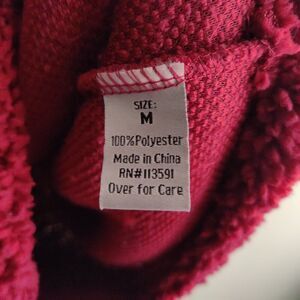 SIZE:
M
100%Polyester
Made in China
RN#113591
Over for Care